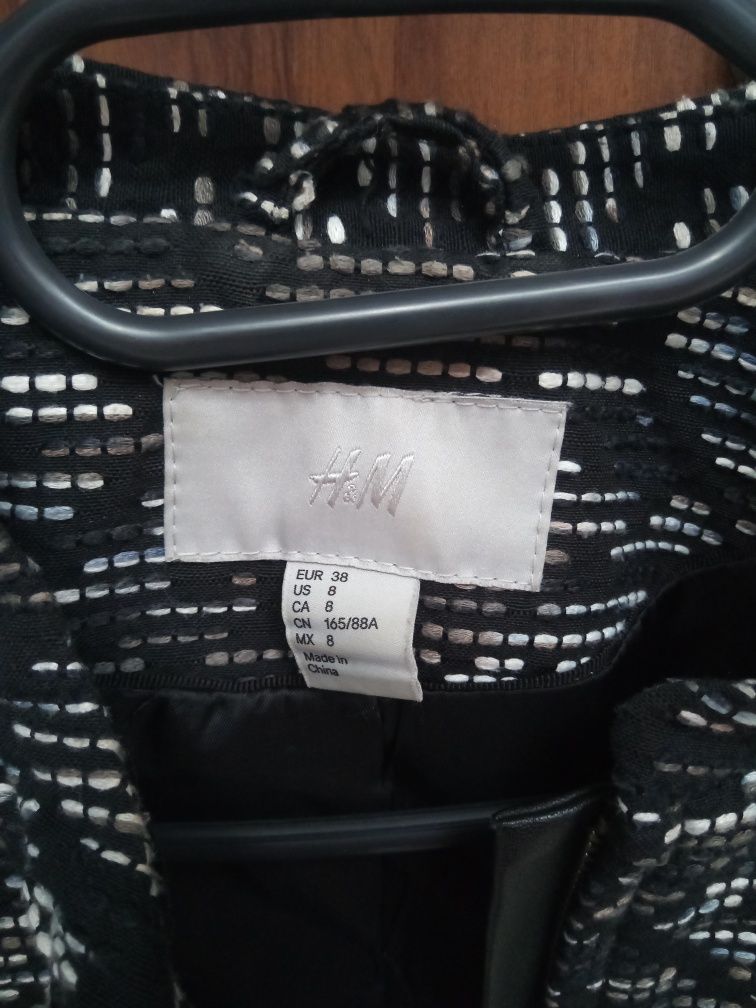 H&M
EUR 38
US 8
CA 8
CN 165/88A
MX 8
Made in
China